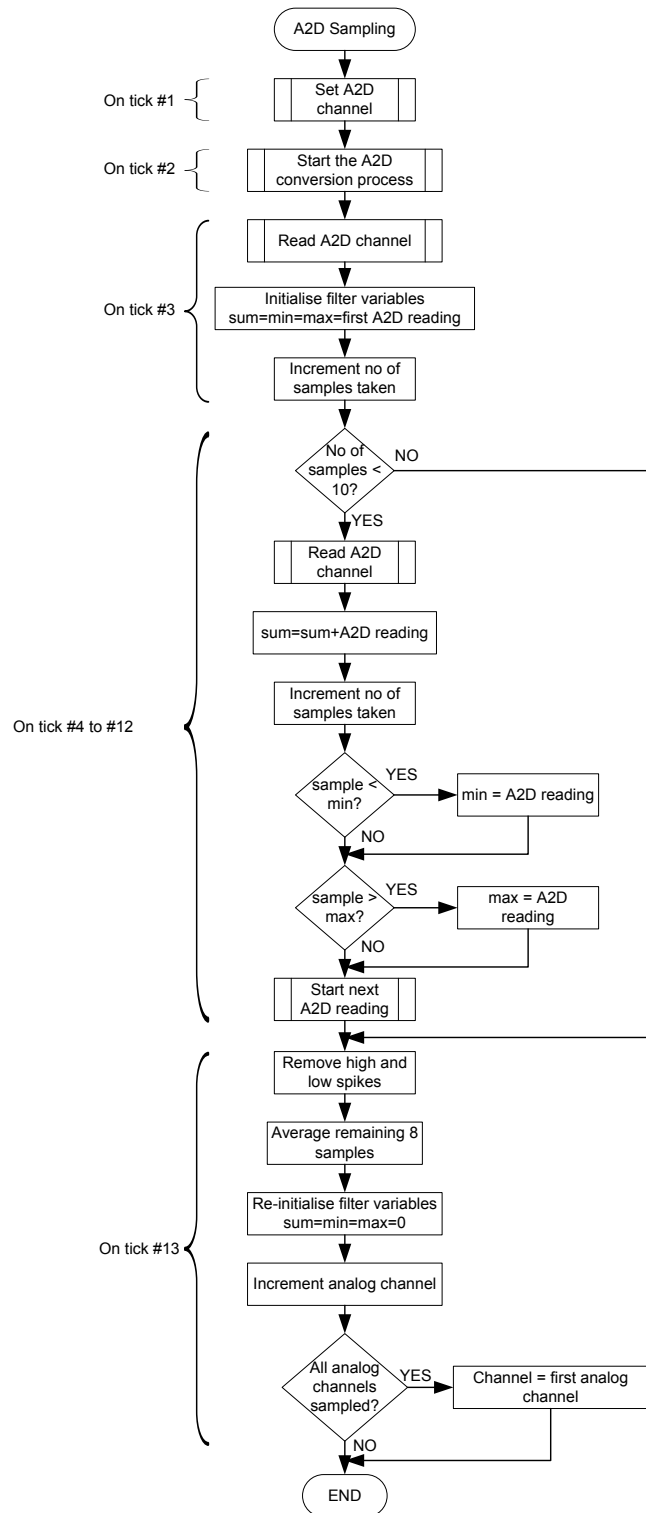 A2D Sampling
On tick #1
Set A2D
channel
On tick #2
Start the A2D
conversion process
Read A2D channel
On tick #3
Initialise filter variables
sum=min=max=first A2D reading
Increment no of
samples taken
No of
samples <
10?
NO
YES
Read A2D
channel
sum=sum+A2D reading
Increment no of
samples taken
On tick #4 to #12
sample <
min?
YES
min = A2D reading
NO
sample >
max?
YES
max = A2D
reading
NO
Start next
A2D reading
Remove high and
low spikes
Average remaining 8
samples
Re-initialise filter variables
sum=min=max=0
On tick #13
Increment analog channel
All analog
channels
sampled?
YES
Channel = first analog
channel
NO
END